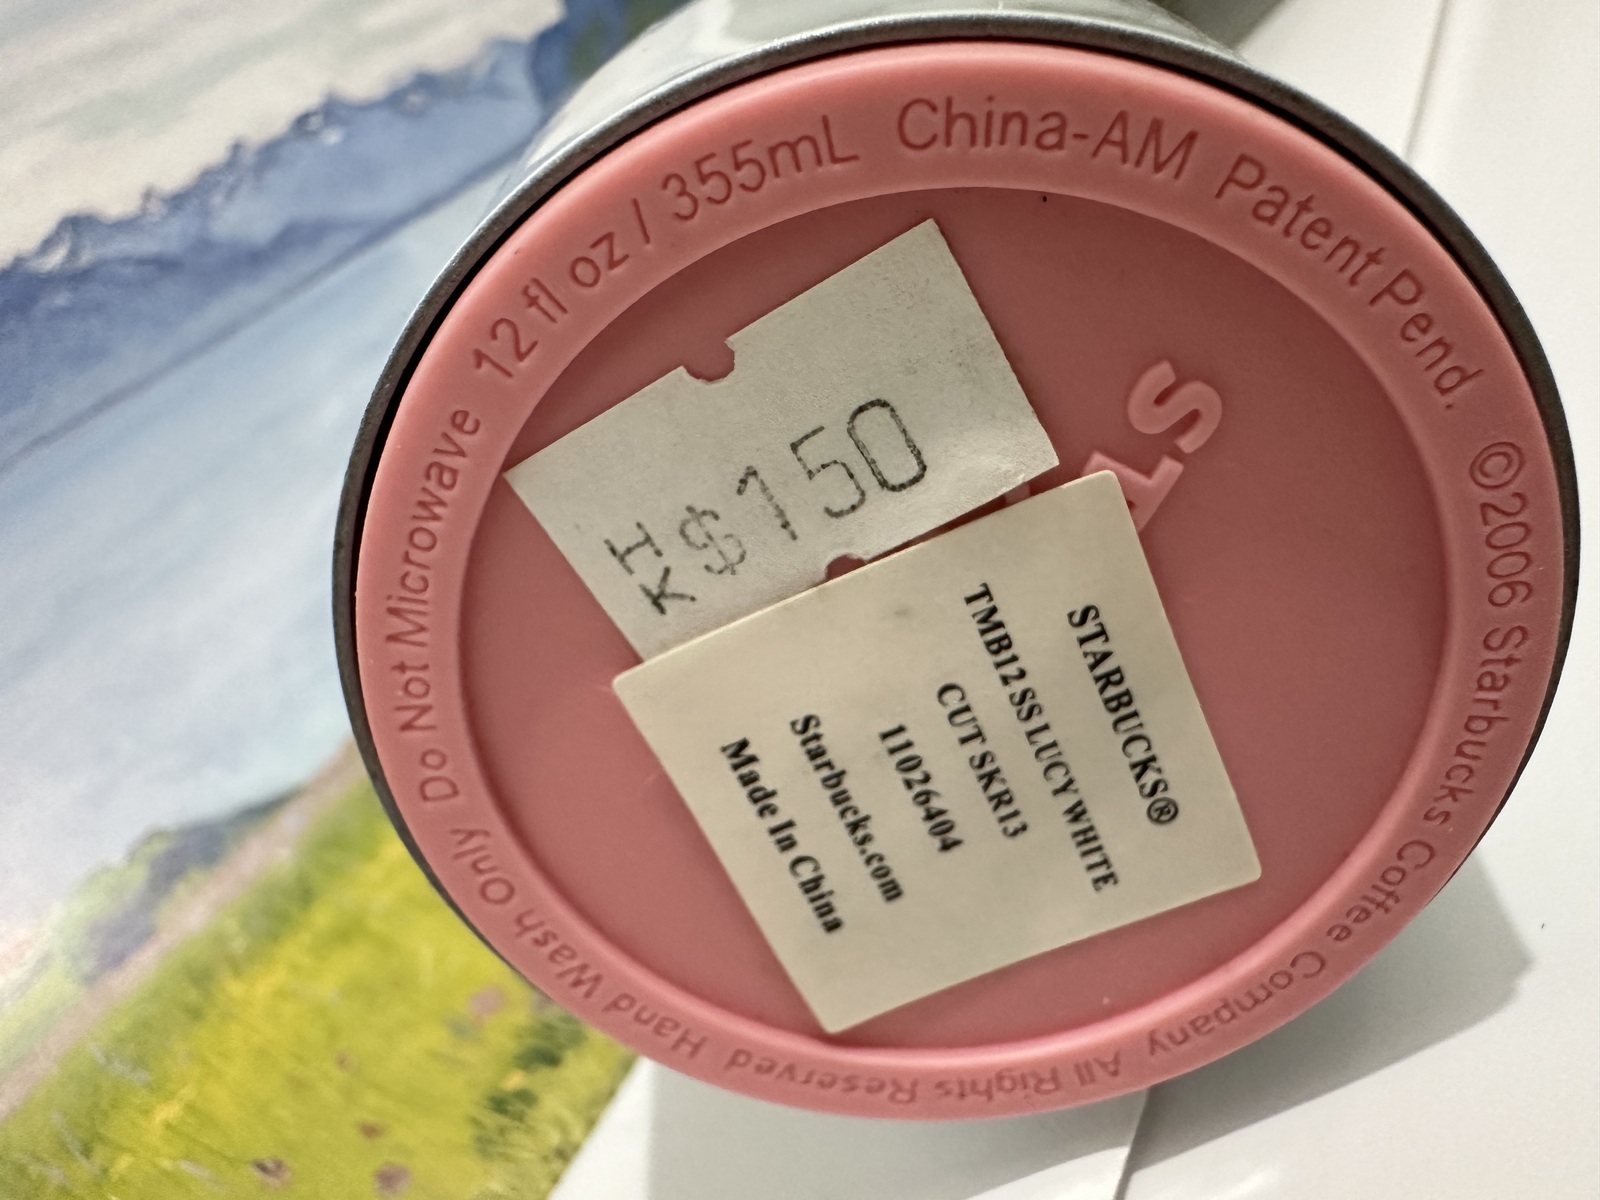 12 fl oz / 355mL China-AM Patent Pend. ©2006 Starbucks Coffee Company All Rights Reserved Hand Wash Only Do Not Microwave
HK$150
STARBUCKS®
TMB12 SS LUCY WHITE
CUT SKR13
11026404
Starbucks.com
Made In China